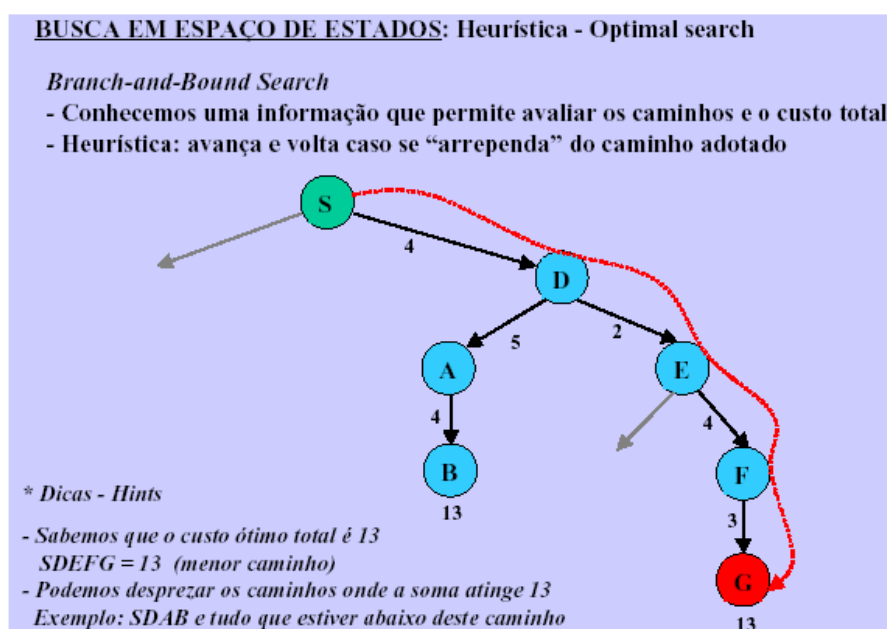 BUSCA EM ESPAÇO DE ESTADOS: Heurística - Optimal search
Branch-and-Bound Search
- Conhecemos uma informação que permite avaliar os caminhos e o custo total
- Heurística: avança e volta caso se “arrependa” do caminho adotado
S
4
D
5
2
A
E
4
4
B
F
13
3
G
13
* Dicas - Hints
- Sabemos que o custo ótimo total é 13
SDEFG = 13 (menor caminho)
- Podemos desprezar os caminhos onde a soma atinge 13
Exemplo: SDAB e tudo que estiver abaixo deste caminho